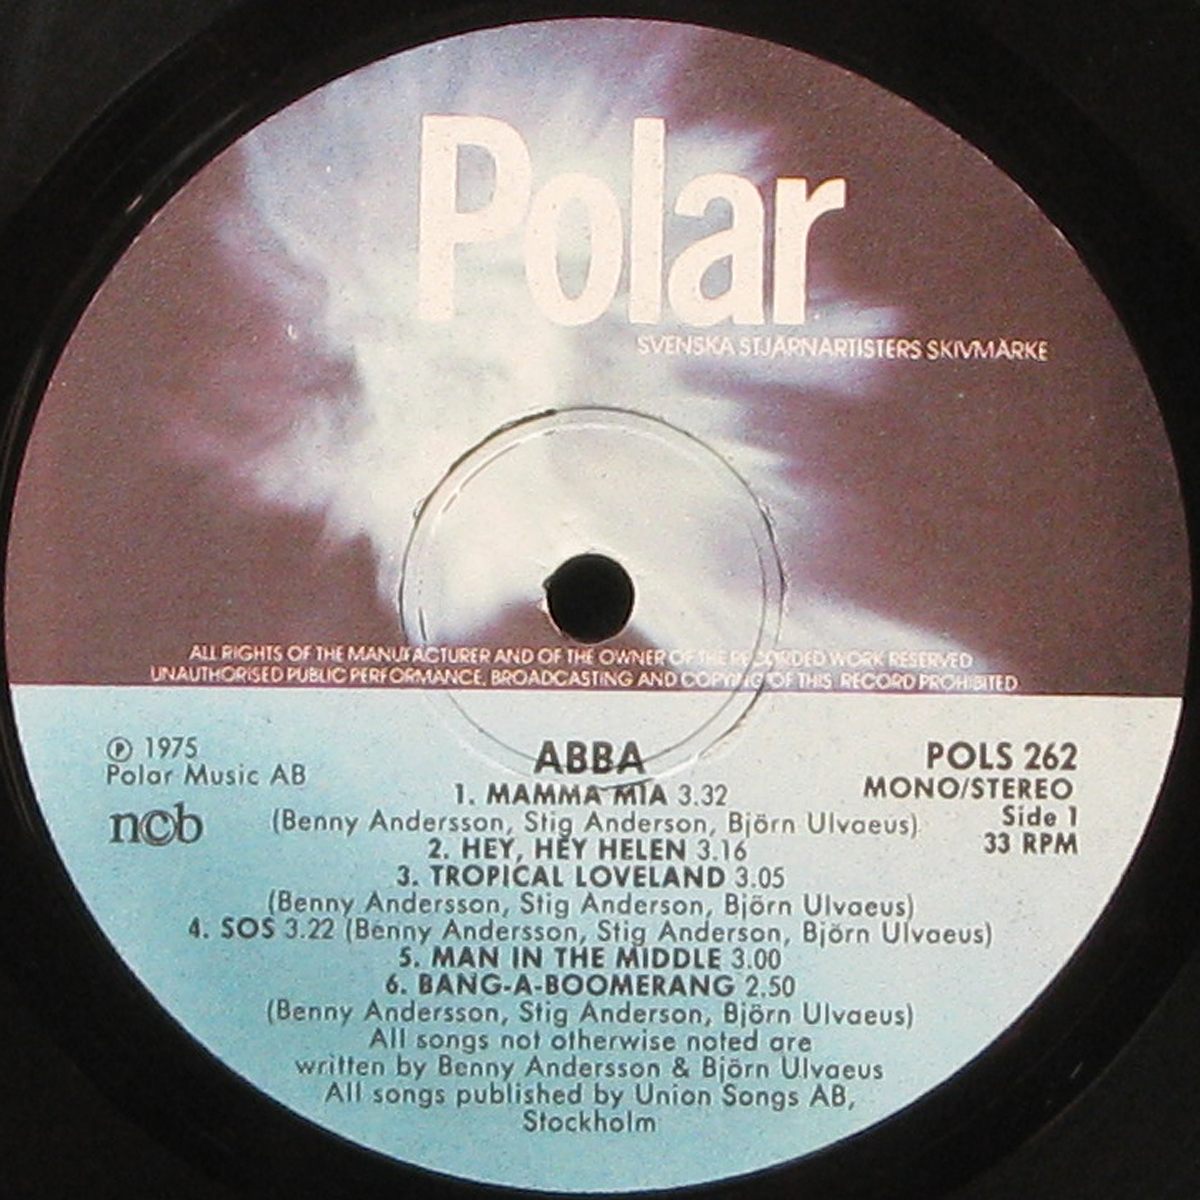 Polar
SVENSKA STJÄRNARTISTERS SKIVMÄRKE
ALL RIGHTS OF THE MANUFACTURER AND OF THE OWNER OF THE RECORDED WORK RESERVED
UNAUTHORISED PUBLIC PERFORMANCE, BROADCASTING AND COPYING OF THIS RECORD PROHIBITED
℗ 1975
Polar Music AB
ncb
ABBA
POLS 262
MONO/STEREO
Side 1
33 RPM
1. MAMMA MIA 3.32
(Benny Andersson, Stig Anderson, Björn Ulvaeus)
2. HEY, HEY HELEN 3.16
3. TROPICAL LOVELAND 3.05
(Benny Andersson, Stig Anderson, Björn Ulvaeus)
4. SOS 3.22 (Benny Andersson, Stig Anderson, Björn Ulvaeus)
5. MAN IN THE MIDDLE 3.00
6. BANG-A-BOOMERANG 2.50
(Benny Andersson, Stig Anderson, Björn Ulvaeus)
All songs not otherwise noted are
written by Benny Andersson & Björn Ulvaeus
All songs published by Union Songs AB,
Stockholm